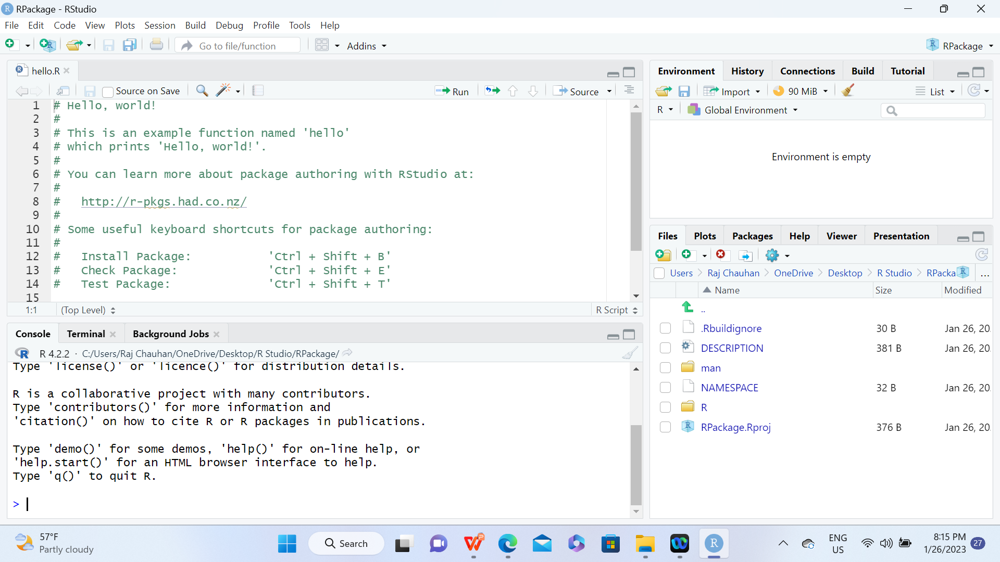 RPackage - RStudio
File Edit Code View Plots Session Build Debug Profile Tools Help
Go to file/function Addins RPackage
hello.R
Source on Save Run Source
1 # Hello, world!
2 #
3 # This is an example function named 'hello'
4 # which prints 'Hello, world!'.
5 #
6 # You can learn more about package authoring with RStudio at:
7 #
8 #   http://r-pkgs.had.co.nz/
9 #
10 # Some useful keyboard shortcuts for package authoring:
11 #
12 #   Install Package:           'Ctrl + Shift + B'
13 #   Check Package:             'Ctrl + Shift + E'
14 #   Test Package:              'Ctrl + Shift + T'
15
1:1 (Top Level) R Script
Console Terminal Background Jobs
R 4.2.2 · C:/Users/Raj Chauhan/OneDrive/Desktop/R Studio/RPackage/
Type 'license()' or 'licence()' for distribution details.
R is a collaborative project with many contributors.
Type 'contributors()' for more information and
'citation()' on how to cite R or R packages in publications.
Type 'demo()' for some demos, 'help()' for on-line help, or
'help.start()' for an HTML browser interface to help.
Type 'q()' to quit R.
>
Environment History Connections Build Tutorial
Import 90 MiB List
R Global Environment
Environment is empty
Files Plots Packages Help Viewer Presentation
Users Raj Chauhan OneDrive Desktop R Studio RPacka ...
Name Size Modified
..
.Rbuildignore 30 B Jan 26, 20
DESCRIPTION 381 B Jan 26, 20
man
NAMESPACE 32 B Jan 26, 20
R
RPackage.Rproj 376 B Jan 26, 20
57°F
Partly cloudy
Search
ENG
US
8:15 PM
1/26/2023
27